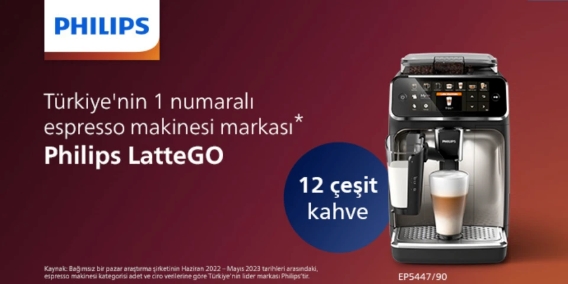 PHILIPS
Türkiye'nin 1 numaralı
espresso makinesi markası*
Philips LatteGO
12 çeşit
kahve
Kaynak: Bağımsız bir pazar araştırma şirketinin Haziran 2022 – Mayıs 2023 tarihleri arasındaki,
espresso makinesi kategorisi adet ve ciro verilerine göre Türkiye'nin lider markası Philips'tir.
EP5447/90